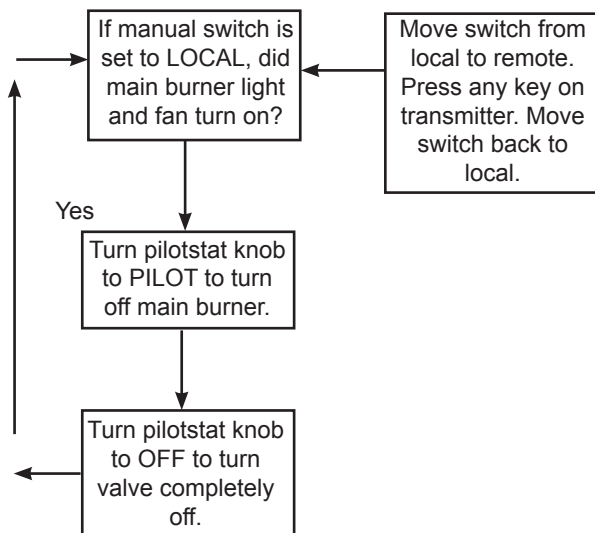 If manual switch is
set to LOCAL, did
main burner light
and fan turn on?
Move switch from
local to remote.
Press any key on
transmitter. Move
switch back to
local.
Yes
Turn pilotstat knob
to PILOT to turn
off main burner.
Turn pilotstat knob
to OFF to turn
valve completely
off.